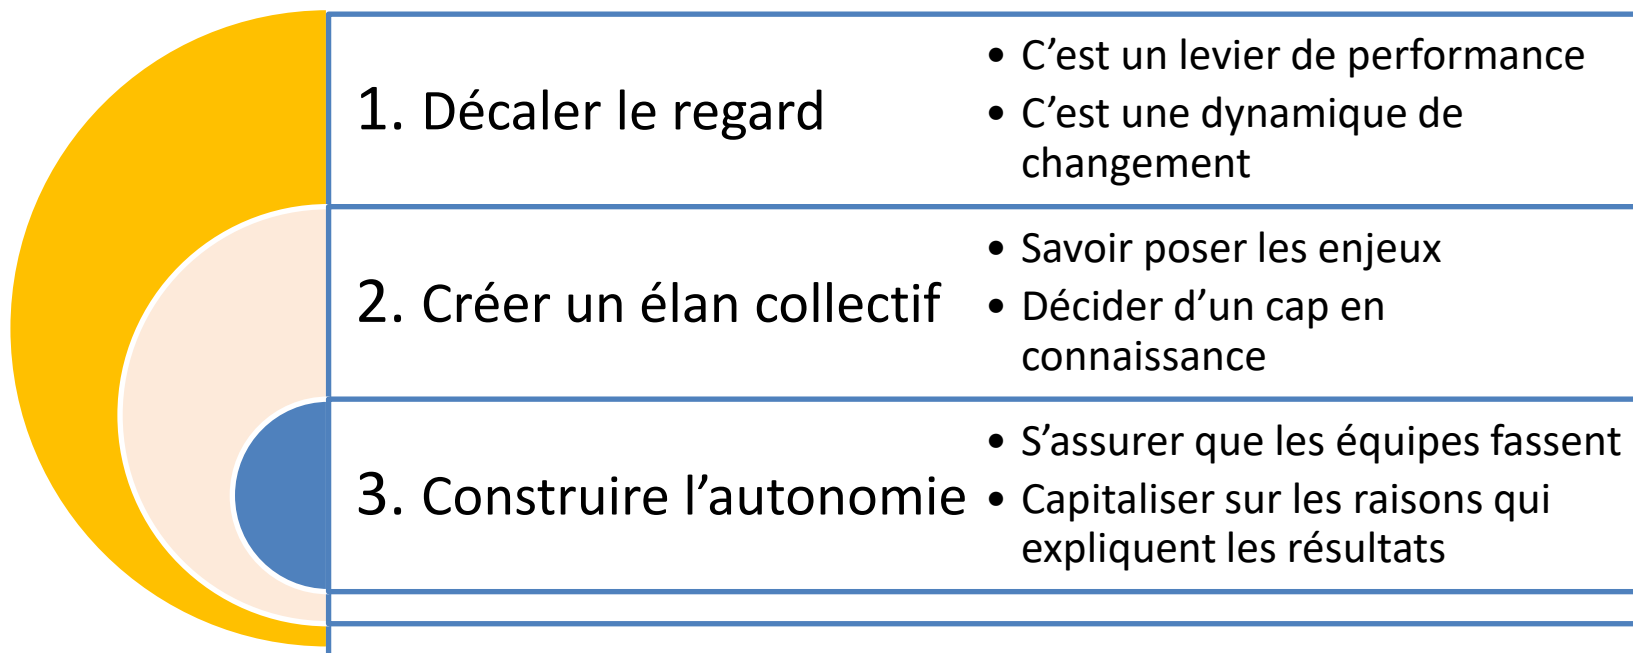 1. Décaler le regard
• C’est un levier de performance
• C’est une dynamique de
changement
2. Créer un élan collectif
• Savoir poser les enjeux
• Décider d’un cap en
connaissance
3. Construire l’autonomie
• S’assurer que les équipes fassent
• Capitaliser sur les raisons qui
expliquent les résultats